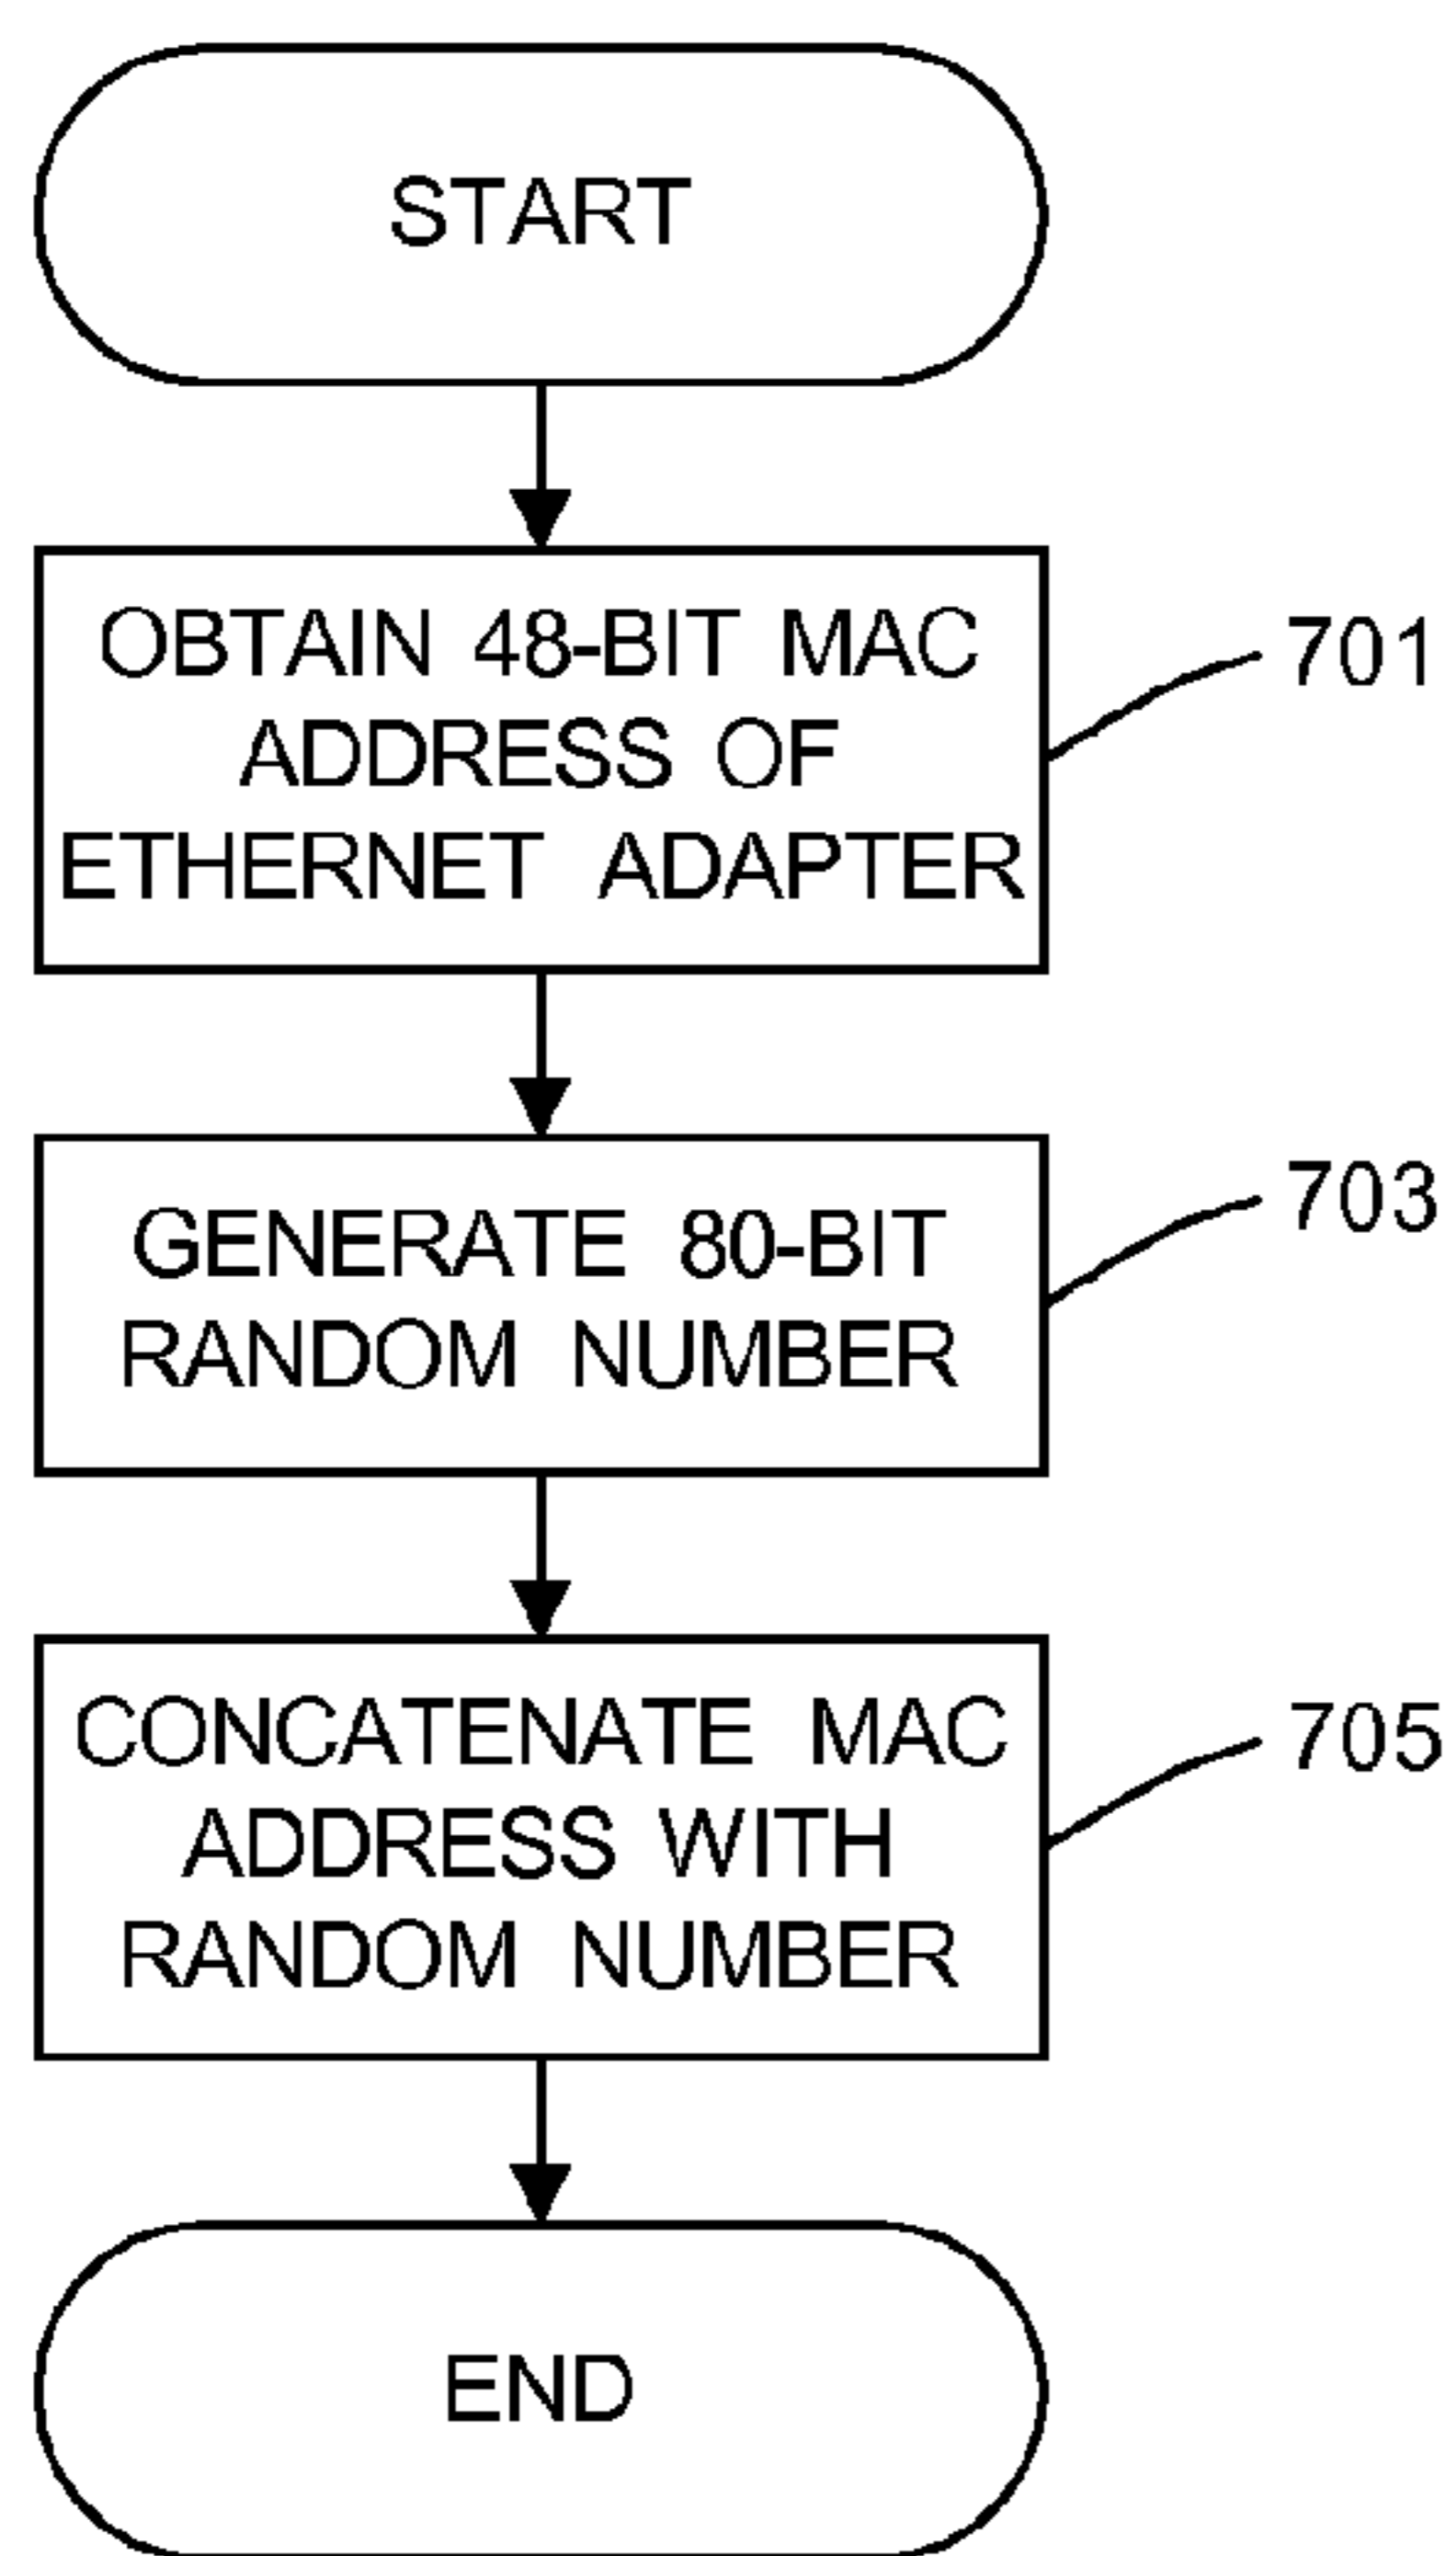 START
OBTAIN 48-BIT MAC
ADDRESS OF
ETHERNET ADAPTER
701
GENERATE 80-BIT
RANDOM NUMBER
703
CONCATENATE MAC
ADDRESS WITH
RANDOM NUMBER
705
END